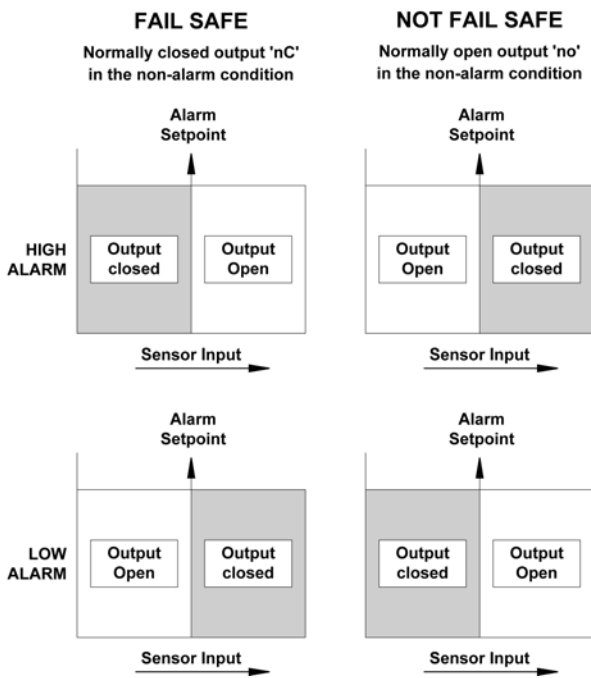 FAIL SAFE
Normally closed output 'nC'
in the non-alarm condition
NOT FAIL SAFE
Normally open output 'no'
in the non-alarm condition
Alarm
Setpoint
Alarm
Setpoint
HIGH
ALARM
Output
closed
Output
Open
Output
Open
Output
closed
Sensor Input
Sensor Input
Alarm
Setpoint
Alarm
Setpoint
LOW
ALARM
Output
Open
Output
closed
Output
closed
Output
Open
Sensor Input
Sensor Input